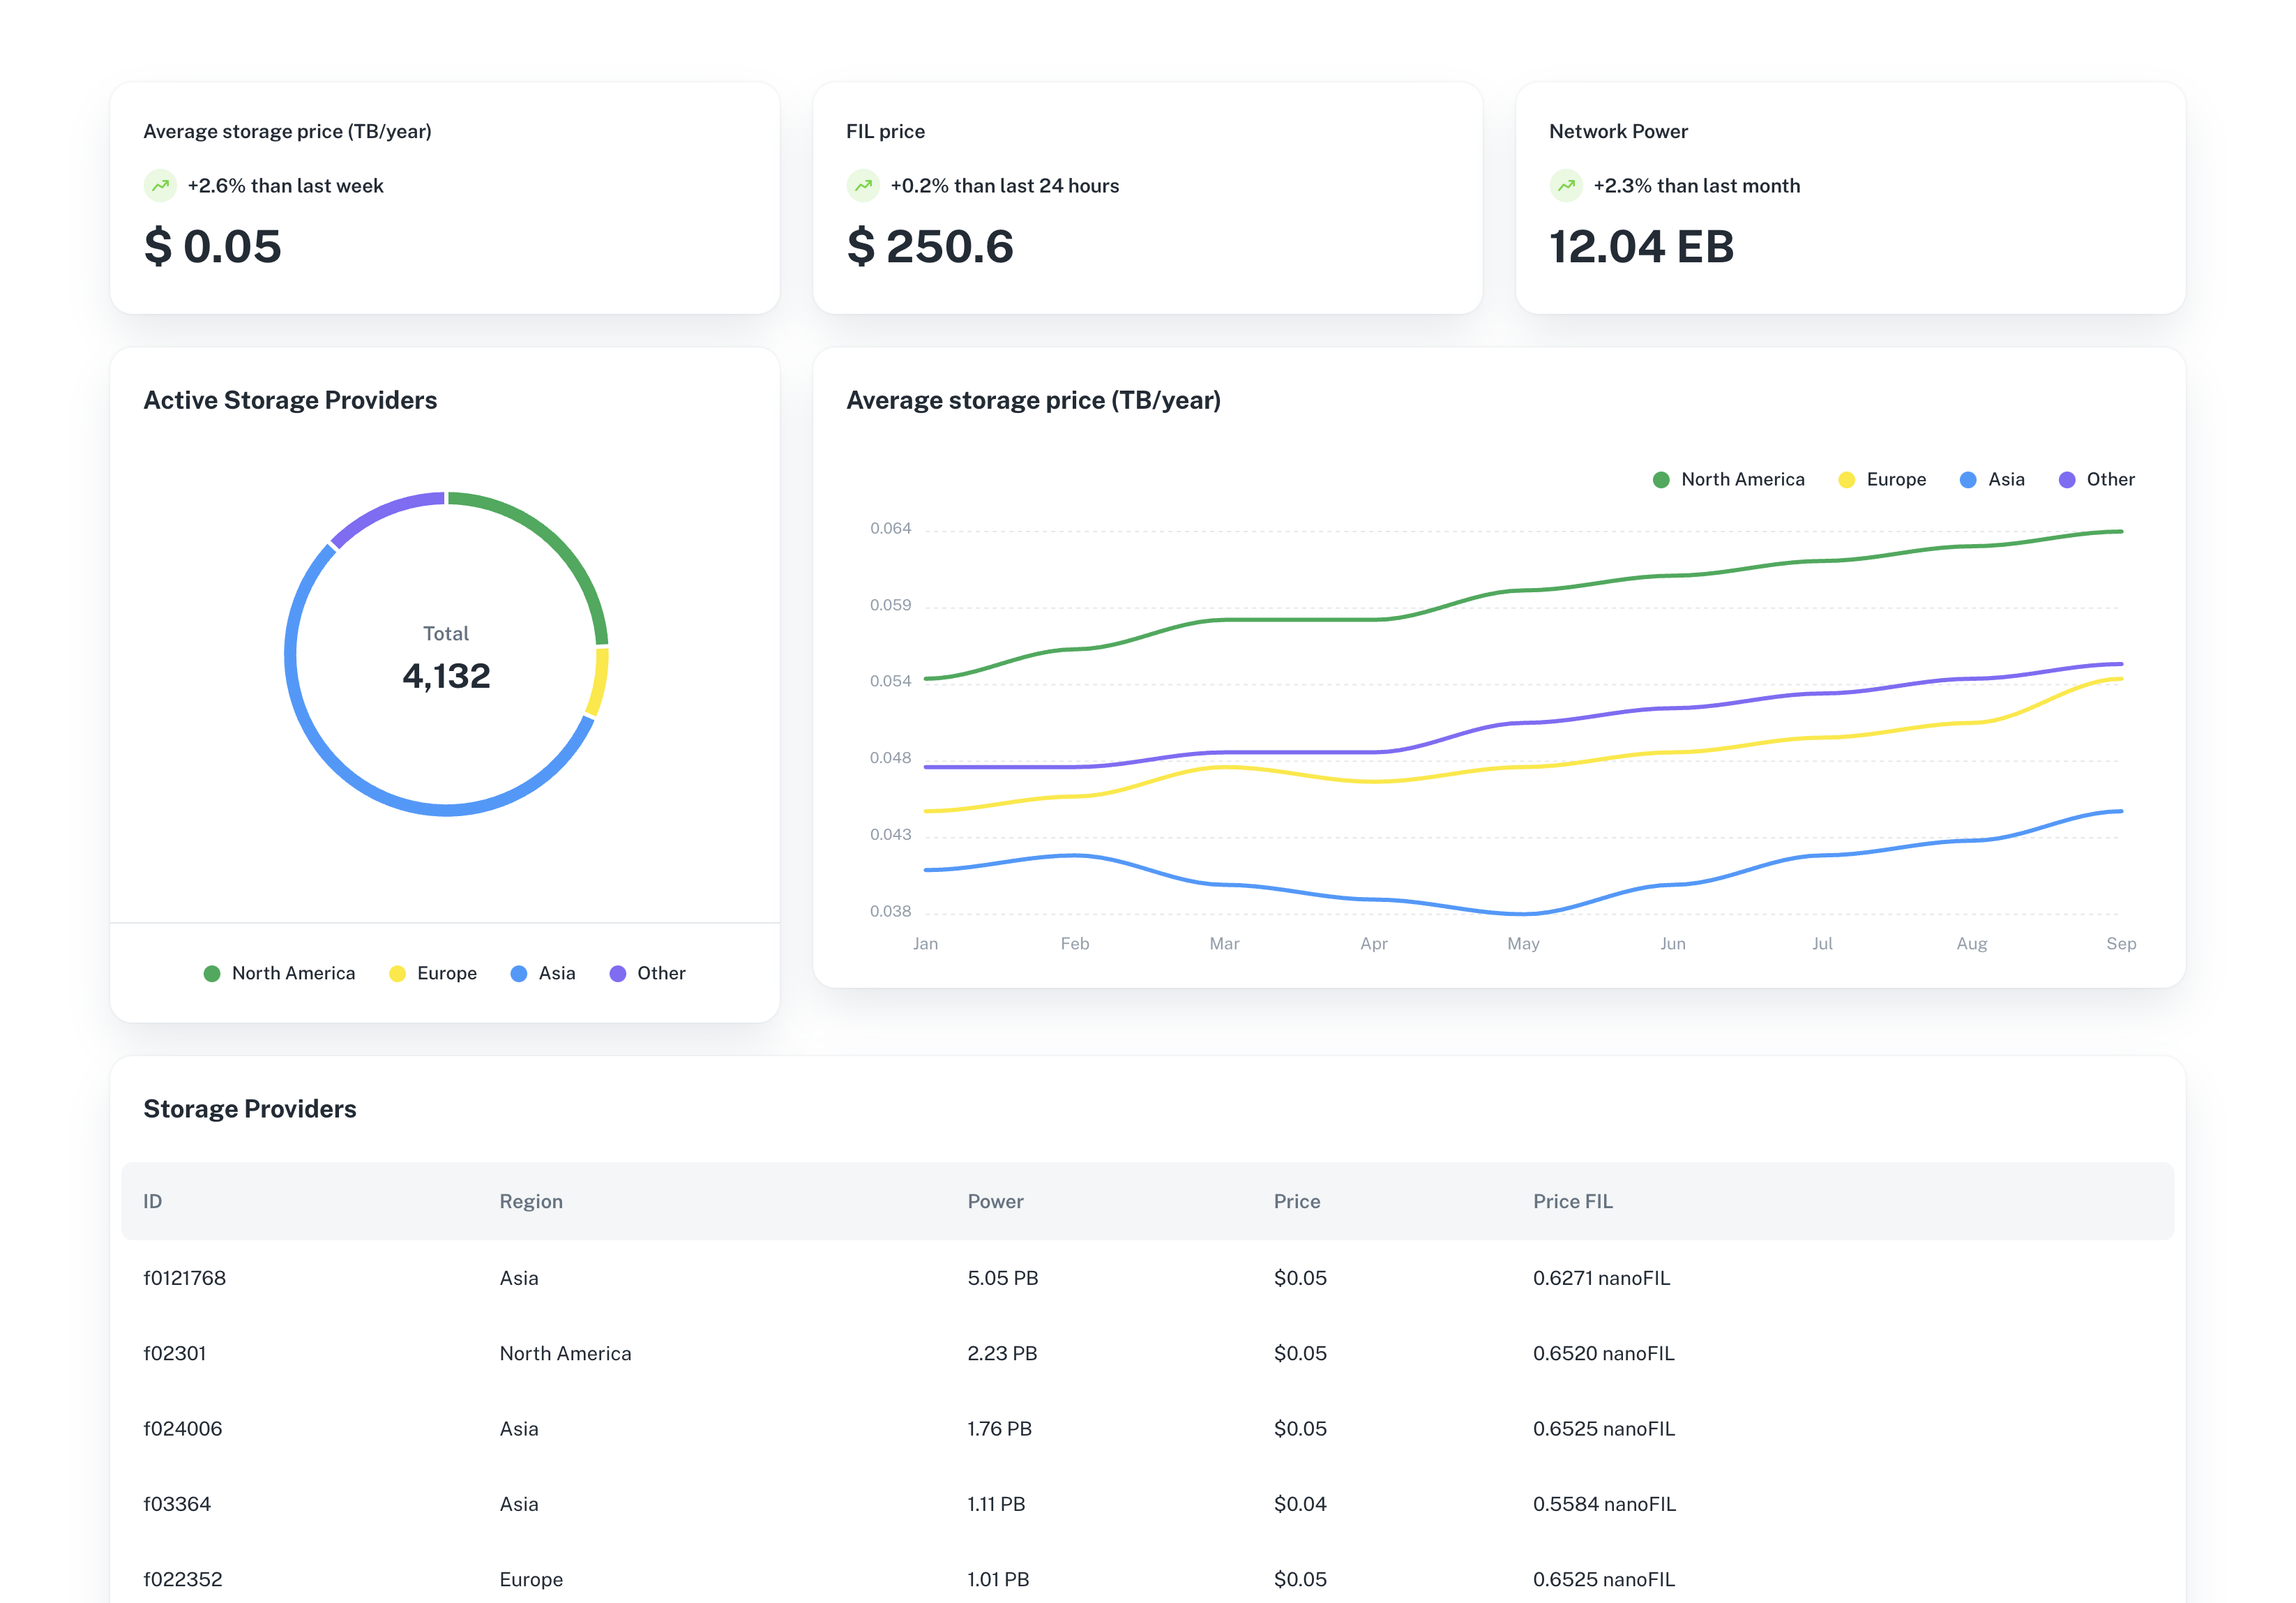 Average storage price (TB/year)
+2.6% than last week
$ 0.05
FIL price
+0.2% than last 24 hours
$ 250.6
Network Power
+2.3% than last month
12.04 EB
Active Storage Providers
Total
4,132
North America Europe Asia Other
Average storage price (TB/year)
North America Europe Asia Other
0.064
0.059
0.054
0.048
0.043
0.038
Jan Feb Mar Apr May Jun Jul Aug Sep
Storage Providers
ID Region Power Price Price FIL
f0121768 Asia 5.05 PB $0.05 0.6271 nanoFIL
f02301 North America 2.23 PB $0.05 0.6520 nanoFIL
f024006 Asia 1.76 PB $0.05 0.6525 nanoFIL
f03364 Asia 1.11 PB $0.04 0.5584 nanoFIL
f022352 Europe 1.01 PB $0.05 0.6525 nanoFIL